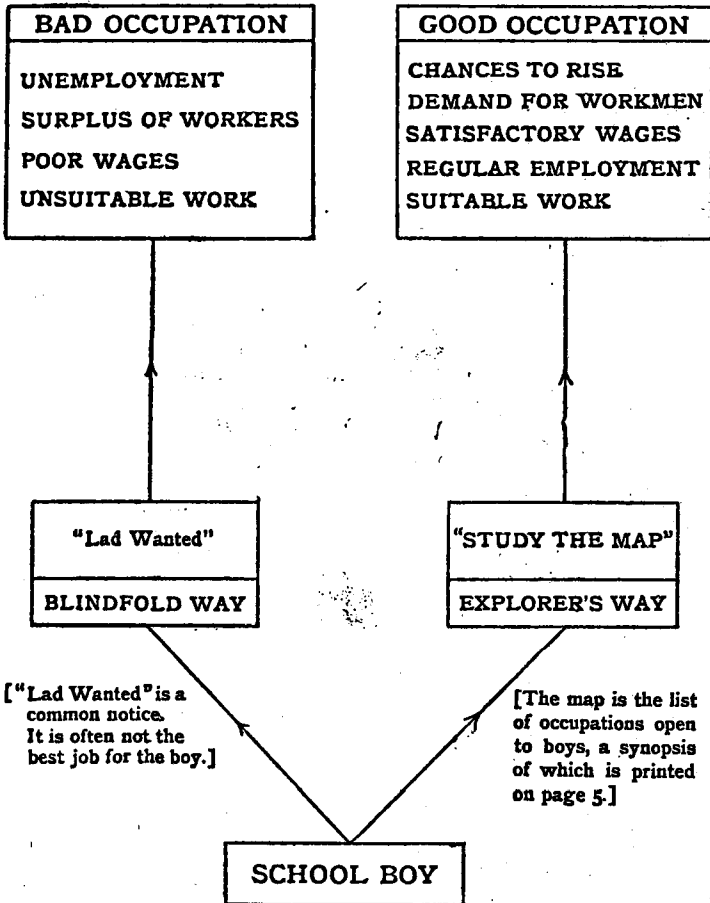 BAD OCCUPATION
UNEMPLOYMENT
SURPLUS OF WORKERS
POOR WAGES
UNSUITABLE WORK
GOOD OCCUPATION
CHANCES TO RISE
DEMAND FOR WORKMEN
SATISFACTORY WAGES
REGULAR EMPLOYMENT
SUITABLE WORK
"Lad Wanted"
BLINDFOLD WAY
"STUDY THE MAP"
EXPLORER'S WAY
["Lad Wanted" is a
common notice.
It is often not the
best job for the boy.]
[The map is the list
of occupations open
to boys, a synopsis
of which is printed
on page 5.]
SCHOOL BOY